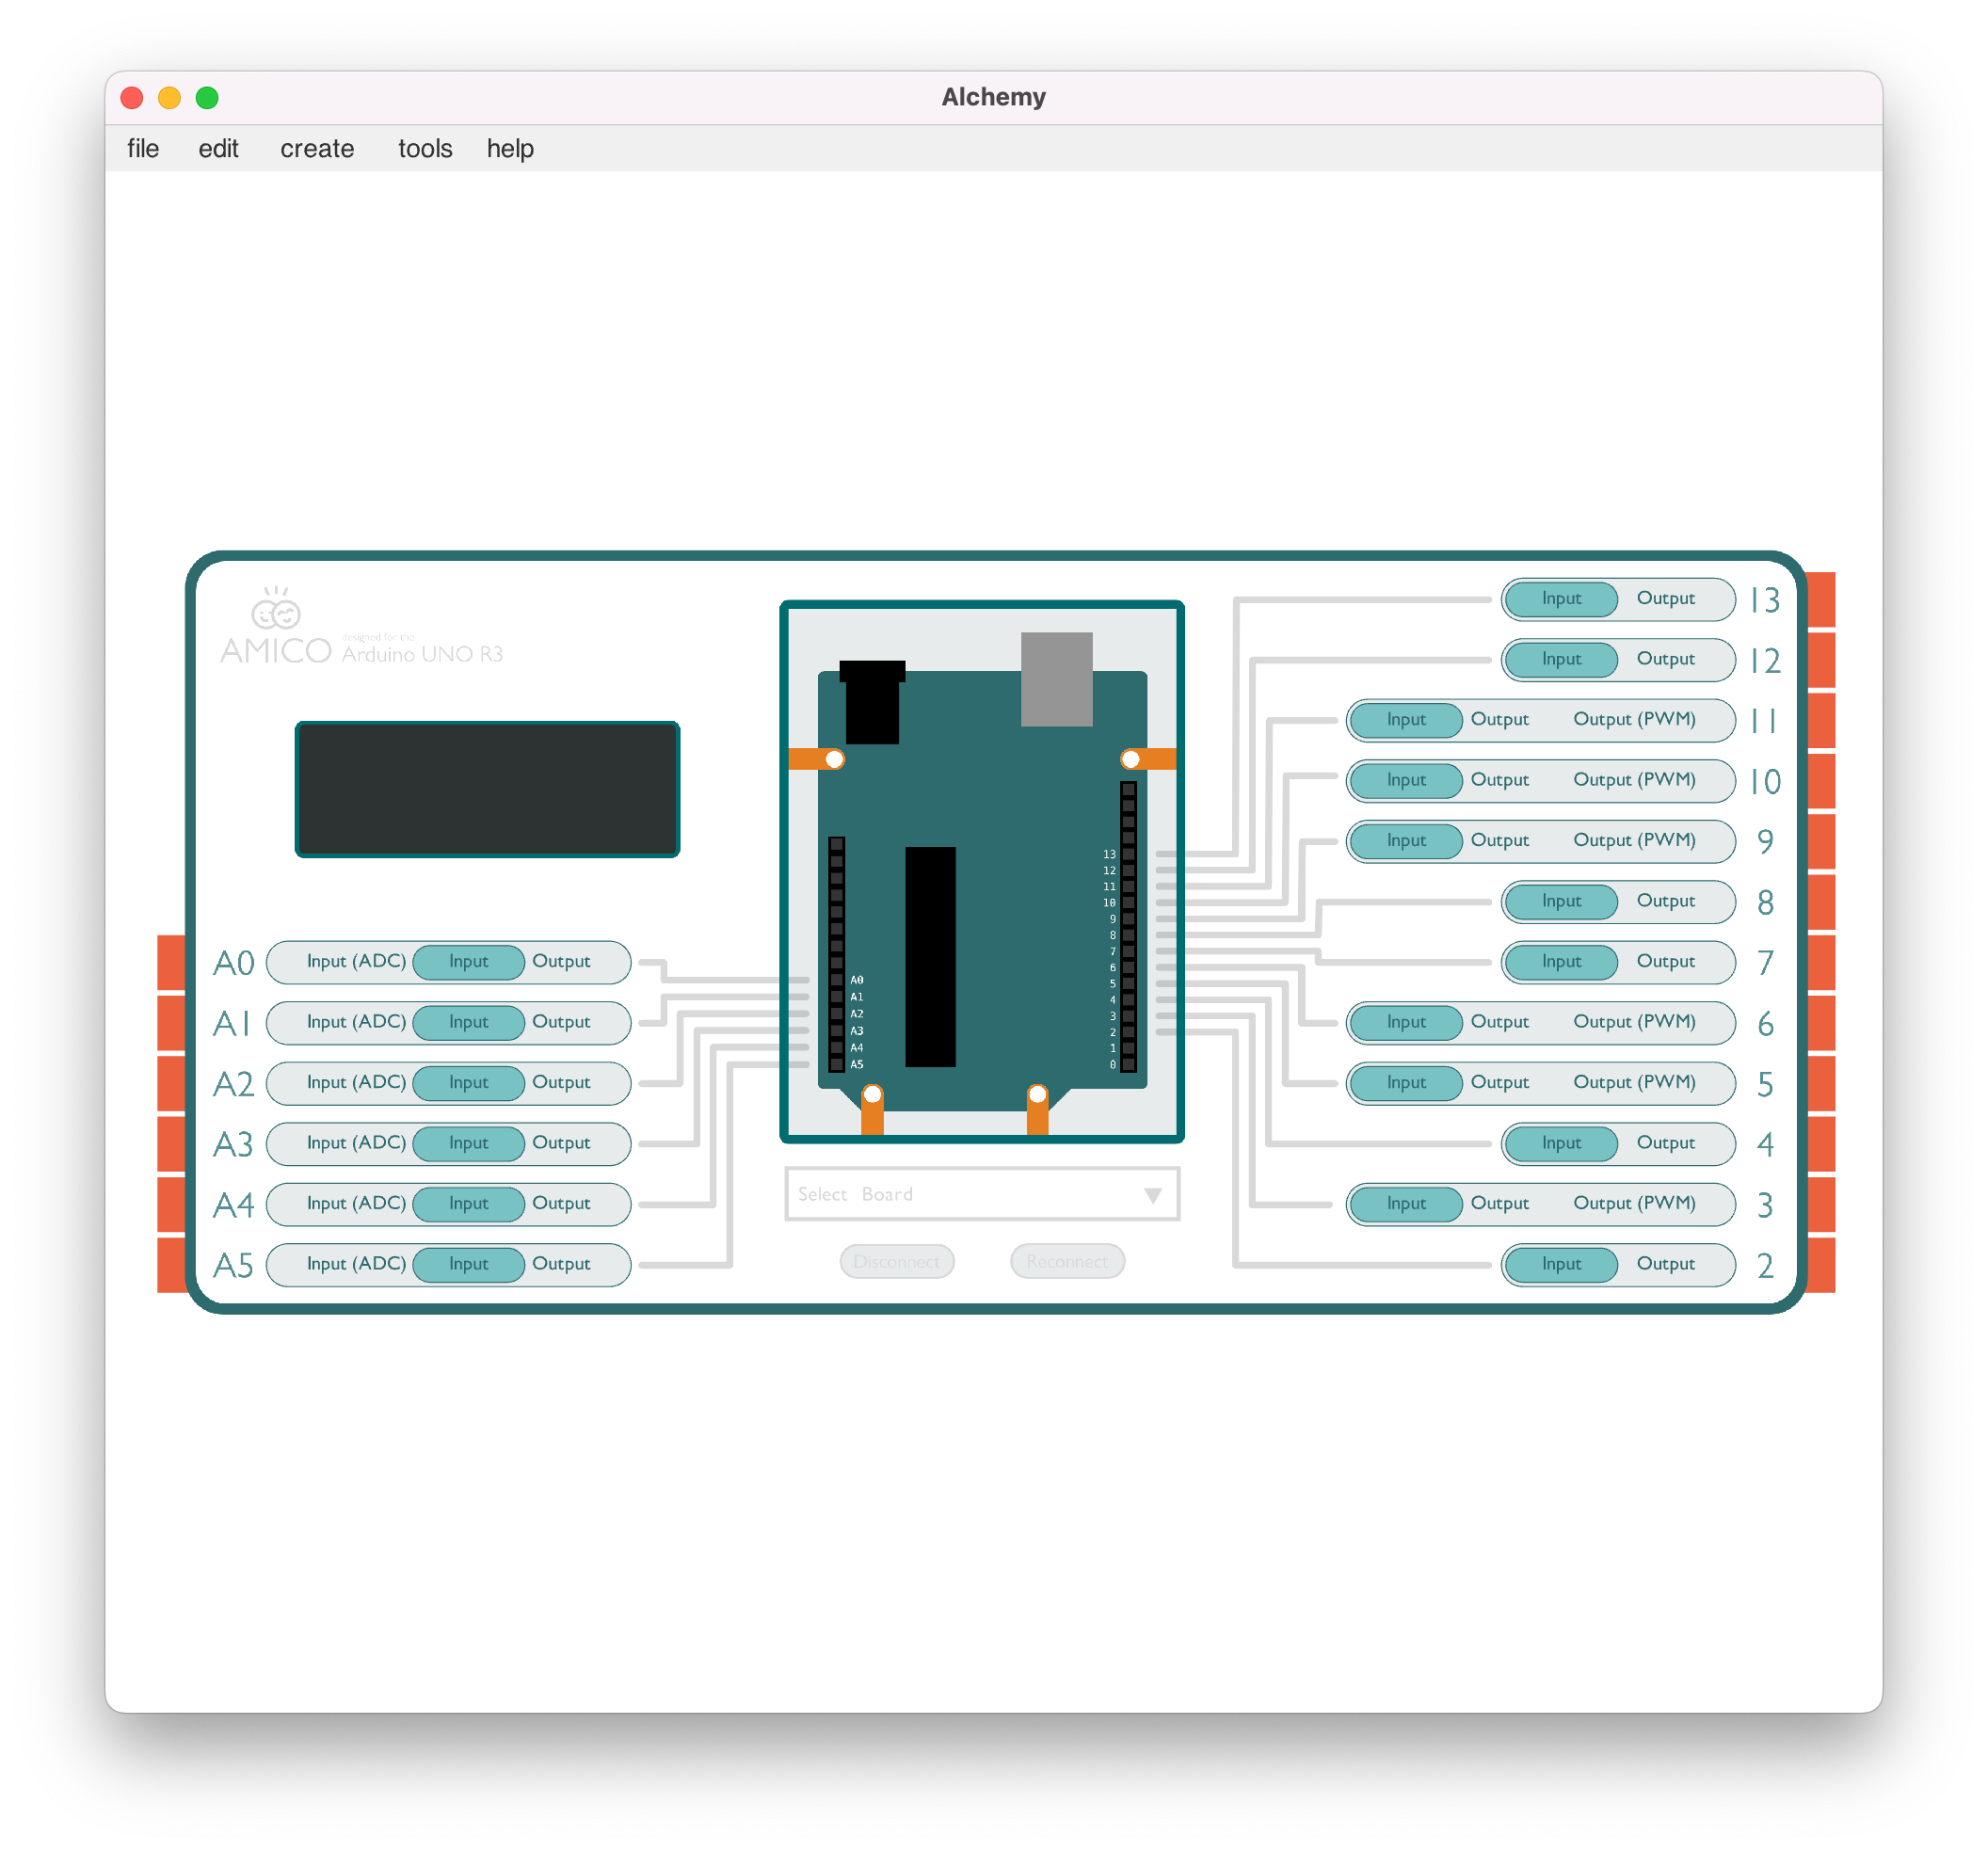 Alchemy
file edit create tools help
AMICO designed for the
Arduino UNO R3
A0 Input (ADC) Input Output
A1 Input (ADC) Input Output
A2 Input (ADC) Input Output
A3 Input (ADC) Input Output
A4 Input (ADC) Input Output
A5 Input (ADC) Input Output
A0
A1
A2
A3
A4
A5
13
12
11
10
9
8
7
6
5
4
3
2
1
0
Select Board
Disconnect Reconnect
Input Output 13
Input Output 12
Input Output Output (PWM) 11
Input Output Output (PWM) 10
Input Output Output (PWM) 9
Input Output 8
Input Output 7
Input Output Output (PWM) 6
Input Output Output (PWM) 5
Input Output 4
Input Output Output (PWM) 3
Input Output 2